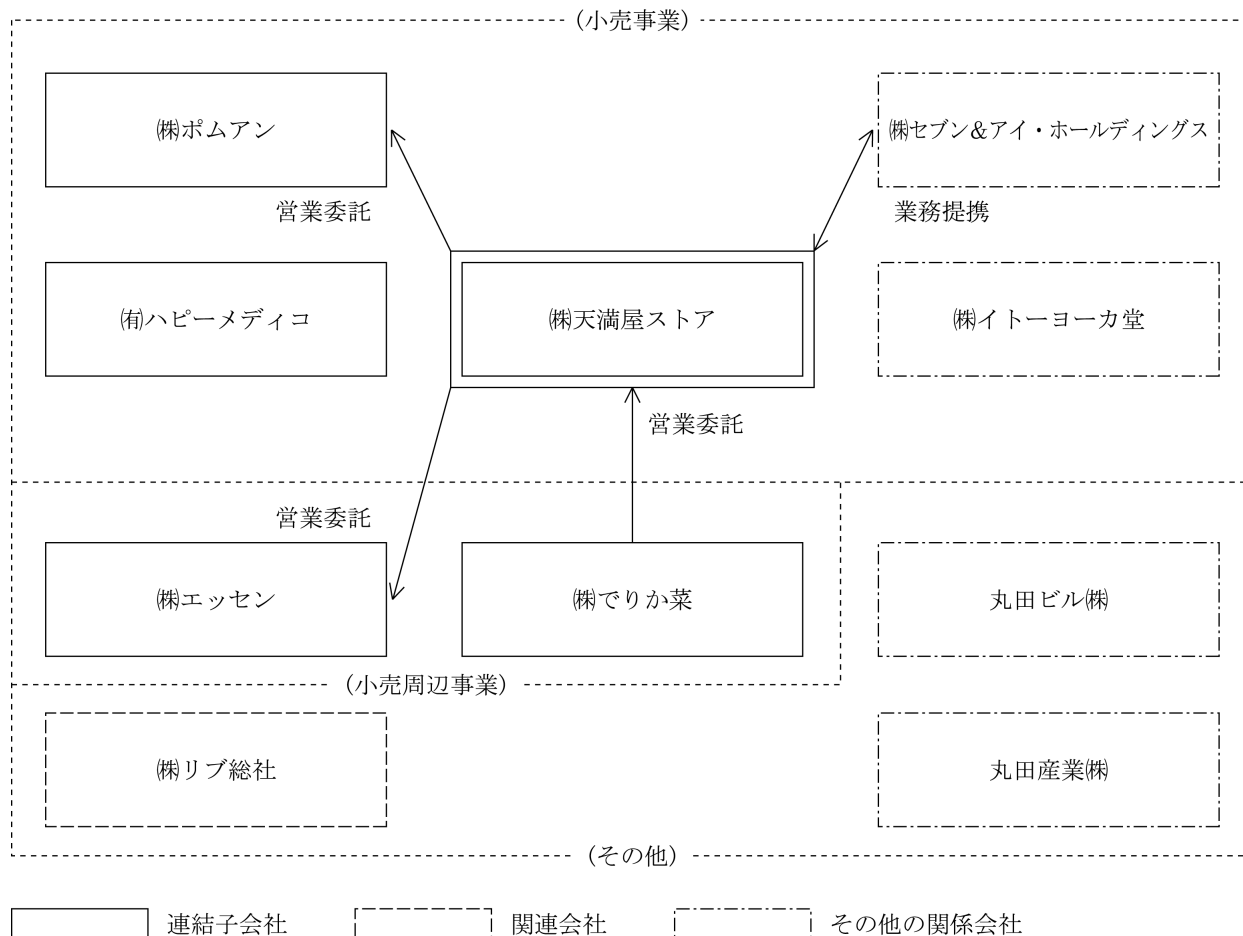 (小売事業)
㈱ポムアン
㈱セブン&アイ・ホールディングス
営業委託
業務提携
㈲ハピーメディコ
㈱天満屋ストア
㈱イトーヨーカ堂
営業委託
営業委託
㈱エッセン
㈱でりか菜
丸田ビル㈱
(小売周辺事業)
㈱リブ総社
丸田産業㈱
(その他)
連結子会社
関連会社
その他の関係会社